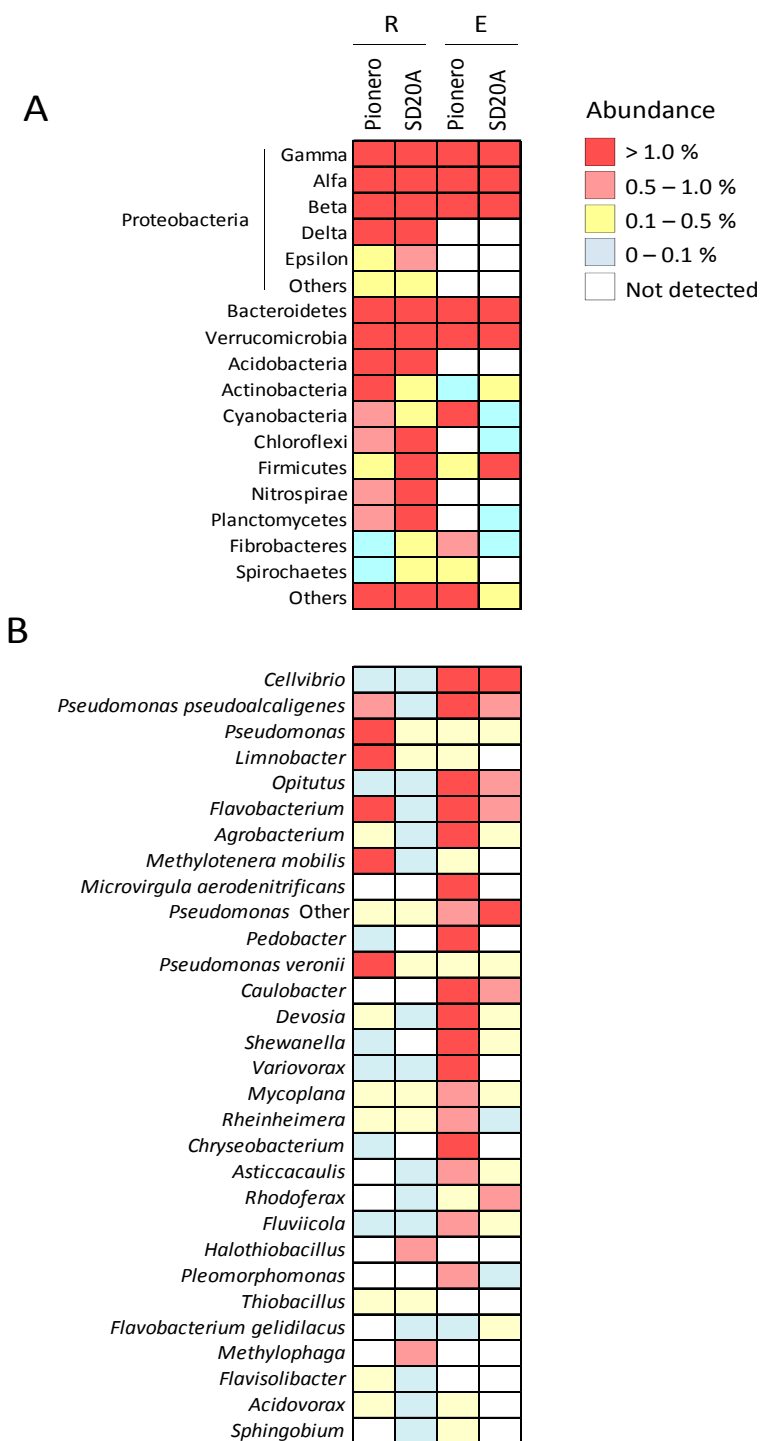 R E
Pionero SD20A Pionero SD20A
A
Abundance
> 1.0 %
0.5 – 1.0 %
0.1 – 0.5 %
0 – 0.1 %
Not detected
Proteobacteria
Gamma
Alfa
Beta
Delta
Epsilon
Others
Bacteroidetes
Verrucomicrobia
Acidobacteria
Actinobacteria
Cyanobacteria
Chloroflexi
Firmicutes
Nitrospirae
Planctomycetes
Fibrobacteres
Spirochaetes
Others
B
Cellvibrio
Pseudomonas pseudoalcaligenes
Pseudomonas
Limnobacter
Opitutus
Flavobacterium
Agrobacterium
Methylotenera mobilis
Microvirgula aerodenitrificans
Pseudomonas Other
Pedobacter
Pseudomonas veronii
Caulobacter
Devosia
Shewanella
Variovorax
Mycoplana
Rheinheimera
Chryseobacterium
Asticcacaulis
Rhodoferax
Fluviicola
Halothiobacillus
Pleomorphomonas
Thiobacillus
Flavobacterium gelidilacus
Methylophaga
Flavisolibacter
Acidovorax
Sphingobium